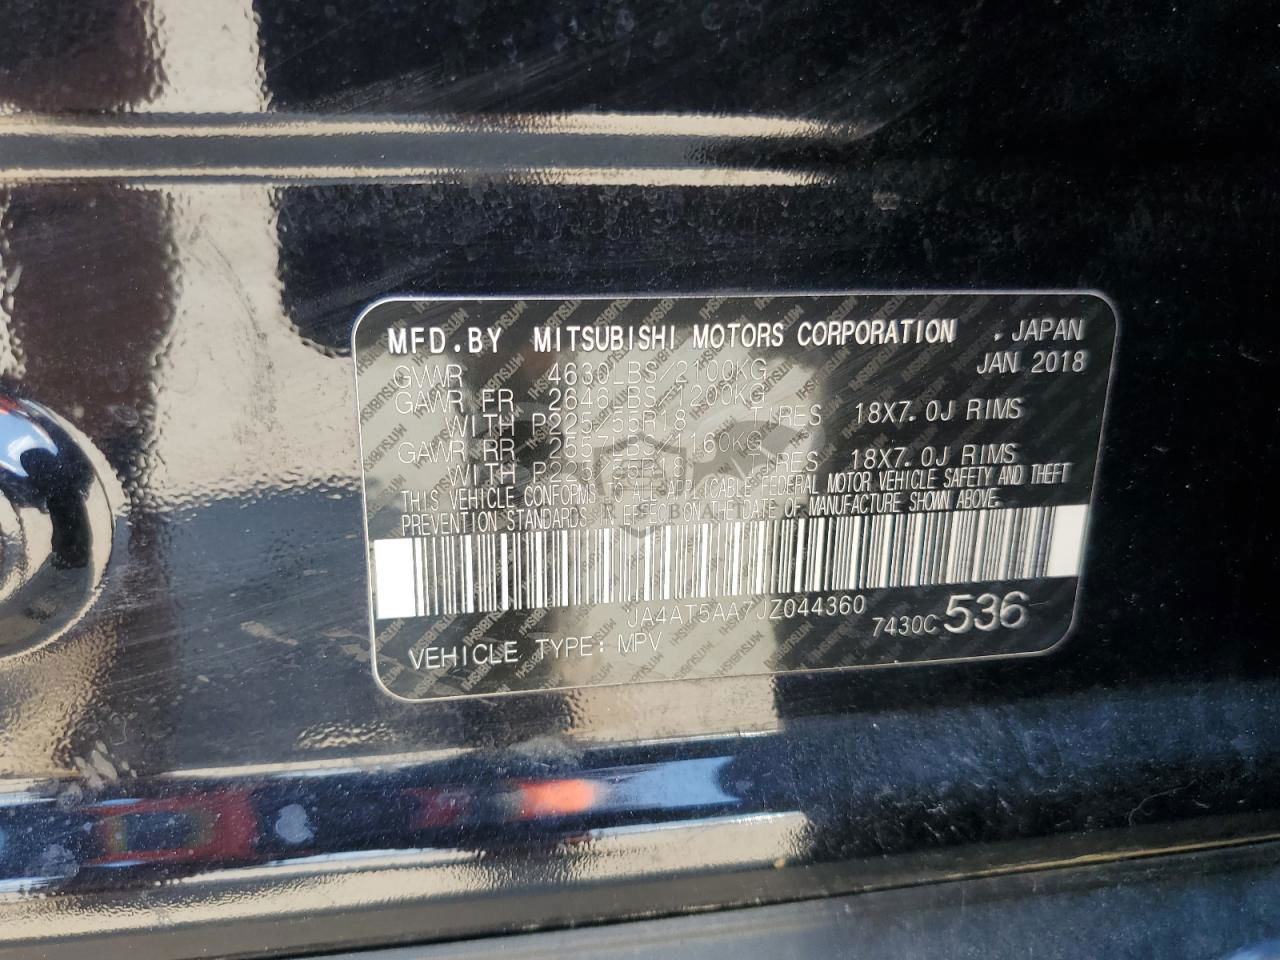 MFD.BY MITSUBISHI MOTORS CORPORATION . JAPAN
JAN 2018
GVWR 4630LBS/2100KG
GAWR FR 2646LBS/1200KG
WITH P225/55R18 TIRES 18X7.0J RIMS
GAWR RR 2557LBS/1160KG
WITH P225/55R18 TIRES 18X7.0J RIMS
THIS VEHICLE CONFORMS TO ALL APPLICABLE FEDERAL MOTOR VEHICLE SAFETY AND THEFT
PREVENTION STANDARDS IN EFFECT ON THE DATE OF MANUFACTURE SHOWN ABOVE.
JA4AT5AA7JZ044360
7430C 536
VEHICLE TYPE: MPV